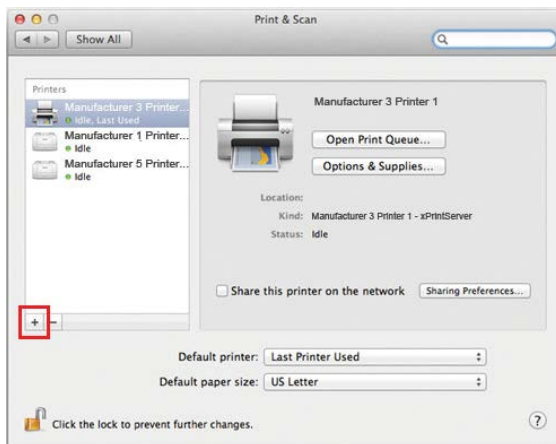 Print & Scan
Show All
Printers
Manufacturer 3 Printer...
Idle, Last Used
Manufacturer 1 Printer...
Idle
Manufacturer 5 Printer...
Idle
Manufacturer 3 Printer 1
Open Print Queue...
Options & Supplies...
Location:
Kind: Manufacturer 3 Printer 1 - xPrintServer
Status: Idle
Share this printer on the network Sharing Preferences...
+ −
Default printer: Last Printer Used
Default paper size: US Letter
Click the lock to prevent further changes. ?